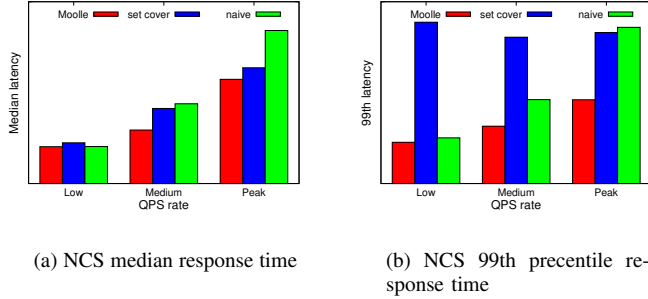 Moolle set cover naive
Median latency
Low Medium Peak
QPS rate
(a) NCS median response time
Moolle set cover naive
99th latency
Low Medium Peak
QPS rate
(b) NCS 99th precentile re-
sponse time